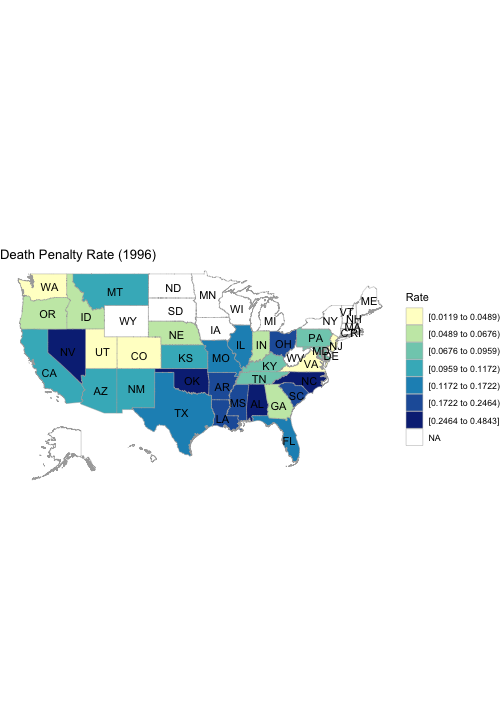 Death Penalty Rate (1996)
WA
MT
ND
MN
ME
OR
ID
SD
WI
MI
NY
VT
NH
MA
CT
RI
WY
IA
NE
PA
NJ
NV
UT
CO
IL
IN
OH
MD
DE
WV
VA
CA
KS
MO
KY
AZ
NM
OK
AR
TN
NC
SC
TX
MS
AL
GA
LA
FL
Rate
[0.0119 to 0.0489)
[0.0489 to 0.0676)
[0.0676 to 0.0959)
[0.0959 to 0.1172)
[0.1172 to 0.1722)
[0.1722 to 0.2464)
[0.2464 to 0.4843]
NA